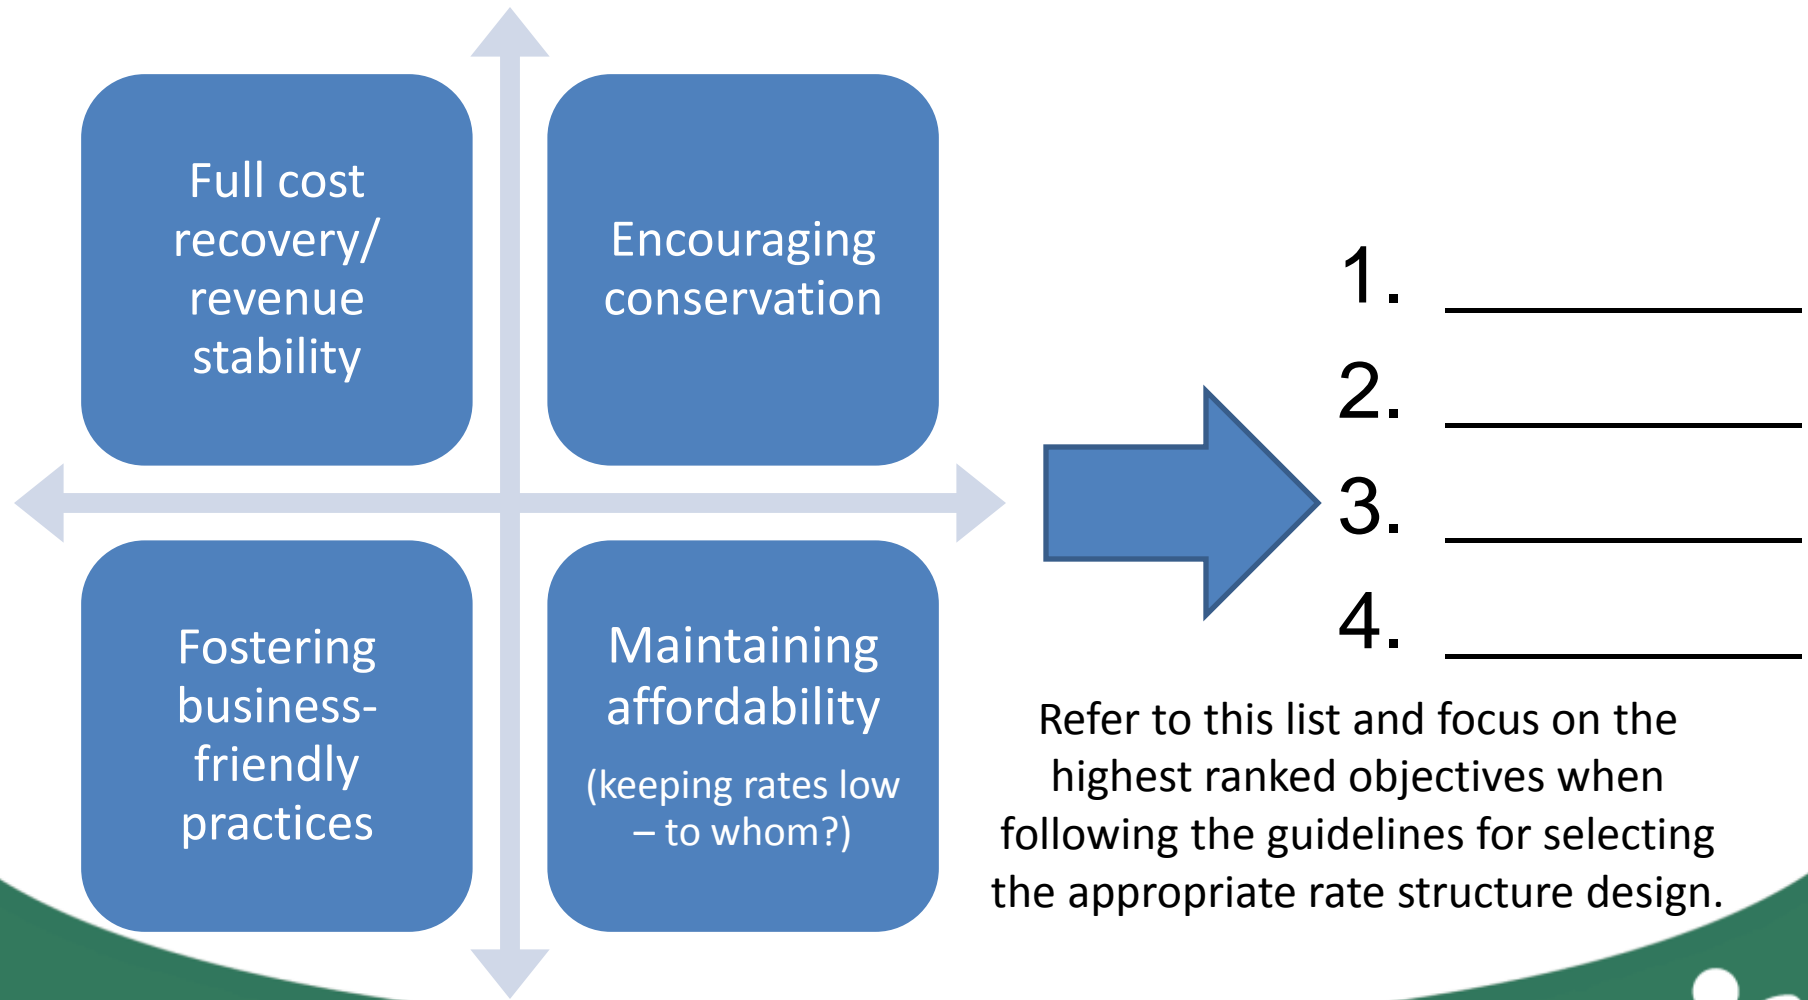 Full cost
recovery/
revenue
stability
Encouraging
conservation
Fostering
business-
friendly
practices
Maintaining
affordability
(keeping rates low
– to whom?)
1.
2.
3.
4.
Refer to this list and focus on the
highest ranked objectives when
following the guidelines for selecting
the appropriate rate structure design.